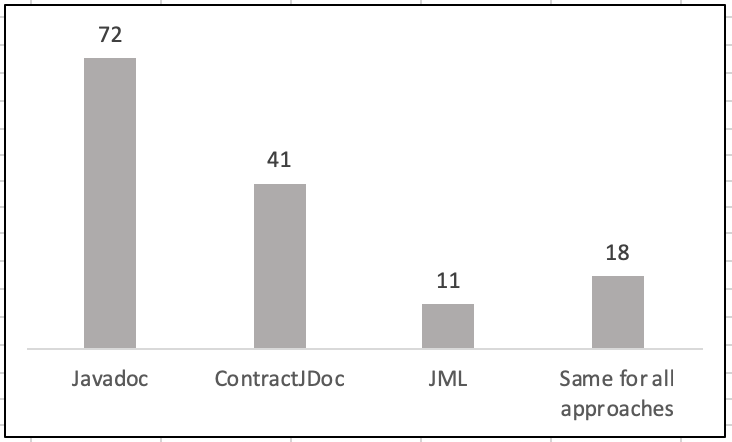 72
41
11
18
Javadoc
ContractJDoc
JML
Same for all
approaches